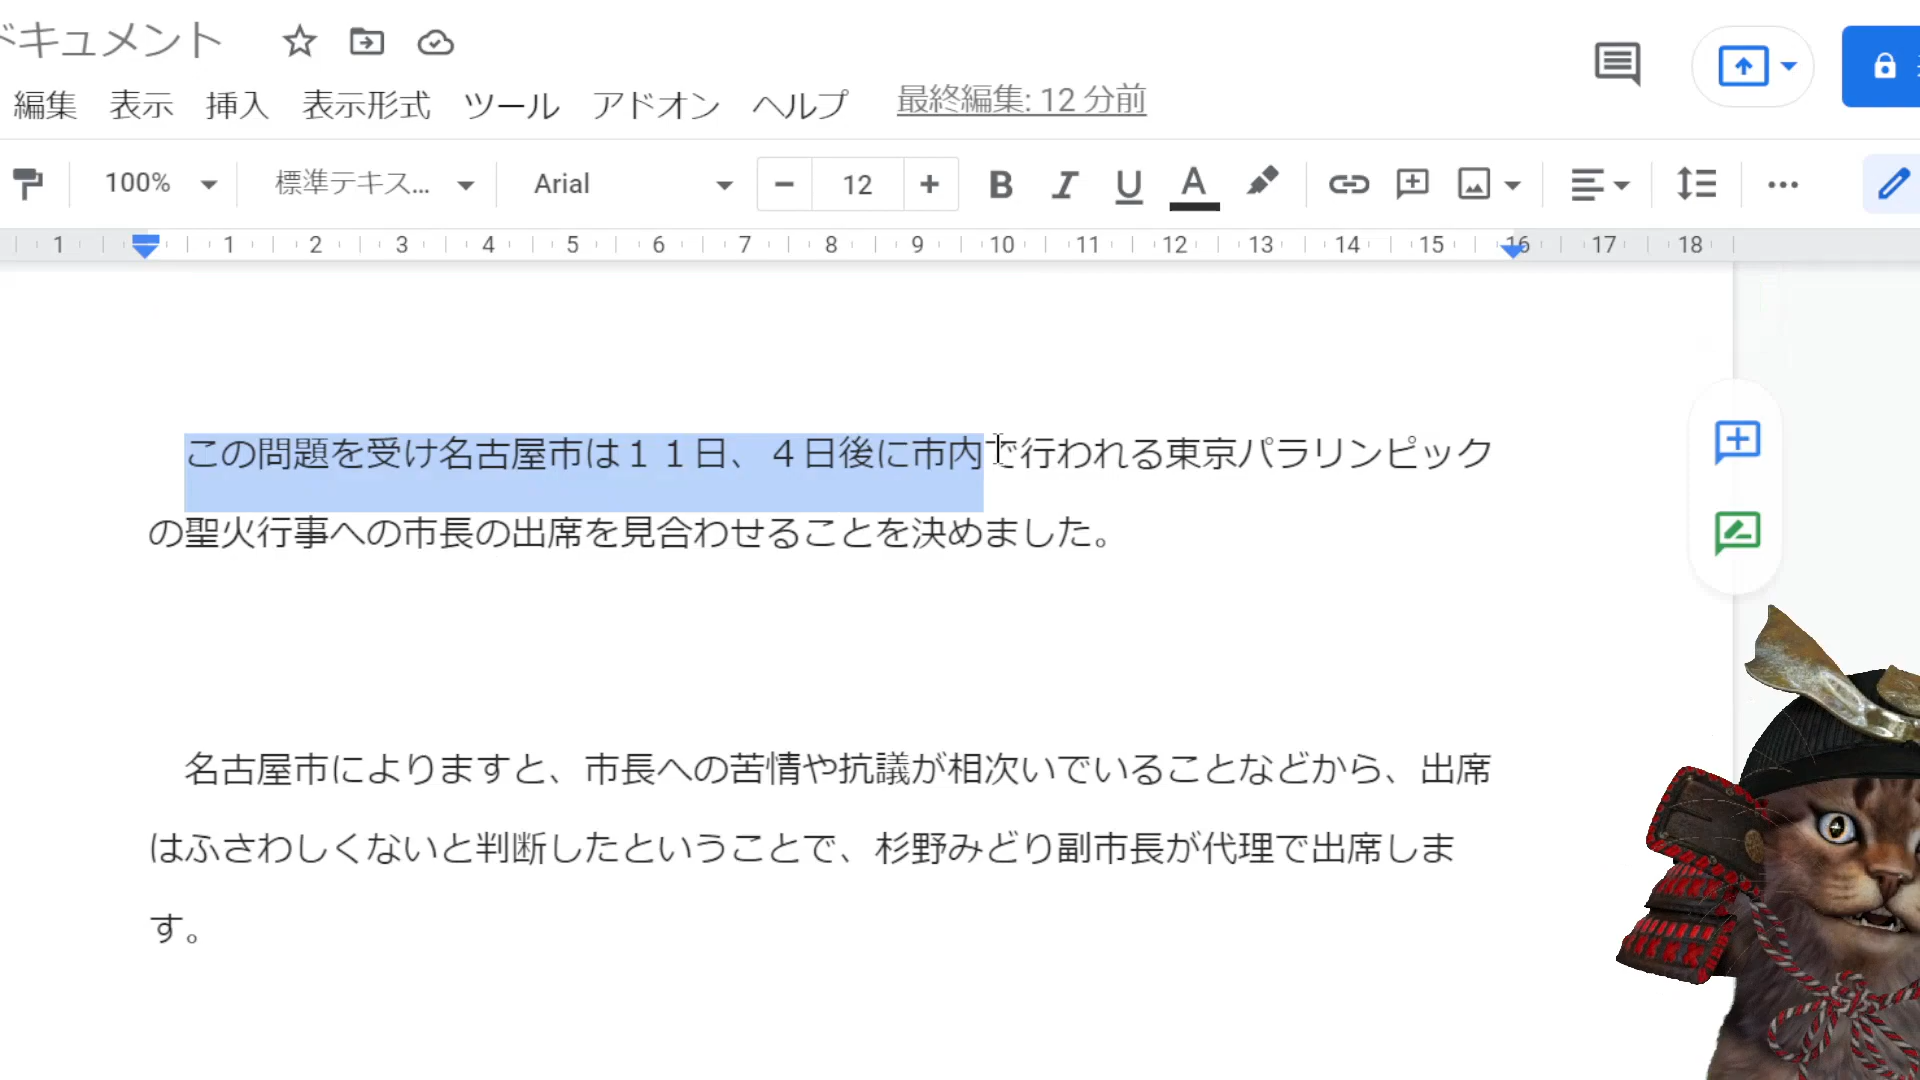 ドキュメント
編集 表示 挿入 表示形式 ツール アドオン ヘルプ 最終編集: 12 分前
100% 標準テキス... Arial 12 B I U A
1 1 2 3 4 5 6 7 8 9 10 11 12 13 14 15 16 17 18
この問題を受け名古屋市は１１日、４日後に市内で行われる東京パラリンピック
の聖火行事への市長の出席を見合わせることを決めました。
名古屋市によりますと、市長への苦情や抗議が相次いでいることなどから、出席
はふさわしくないと判断したということで、杉野みどり副市長が代理で出席しま
す。